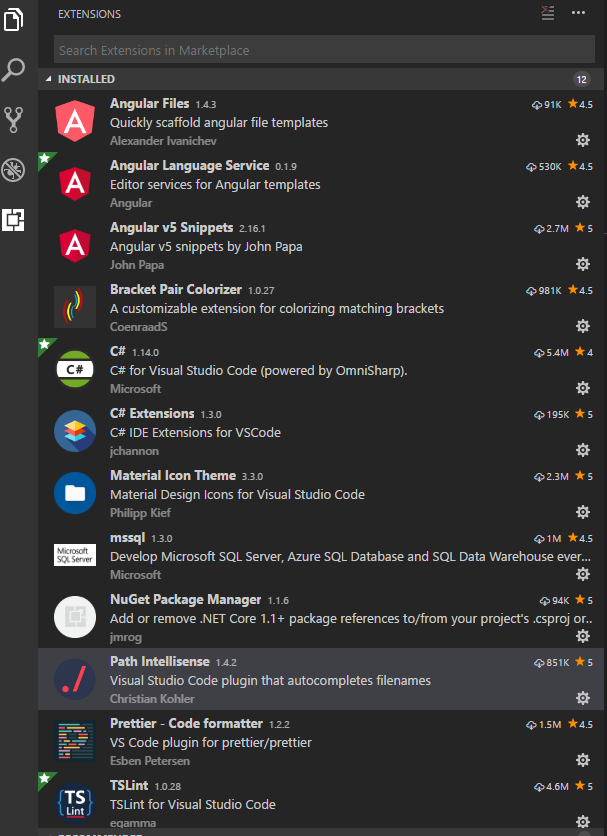 EXTENSIONS
Search Extensions in Marketplace
INSTALLED 12
Angular Files 1.4.3 91K 4.5
Quickly scaffold angular file templates
Alexander Ivanichev
Angular Language Service 0.1.9 530K 4.5
Editor services for Angular templates
Angular
Angular v5 Snippets 2.16.1 2.7M 5
Angular v5 snippets by John Papa
John Papa
Bracket Pair Colorizer 1.0.27 981K 4.5
A customizable extension for colorizing matching brackets
CoenraadS
C# 1.14.0 5.4M 4
C# for Visual Studio Code (powered by OmniSharp).
C#
Microsoft
C# Extensions 1.3.0 195K 5
C# IDE Extensions for VSCode
jchannon
Material Icon Theme 3.3.0 2.3M 5
Material Design Icons for Visual Studio Code
Philipp Kief
mssql 1.3.0 1M 4.5
Microsoft
SQL Server
Develop Microsoft SQL Server, Azure SQL Database and SQL Data Warehouse ever...
Microsoft
NuGet Package Manager 1.1.6 94K 5
Add or remove .NET Core 1.1+ package references to/from your project's .csproj or..
jmrog
Path Intellisense 1.4.2 851K 5
Visual Studio Code plugin that autocompletes filenames
Christian Kohler
Prettier - Code formatter 1.2.2 1.5M 4.5
VS Code plugin for prettier/prettier
Esben Petersen
TSLint 1.0.28 4.6M 5
TS
Lint
TSLint for Visual Studio Code
egamma